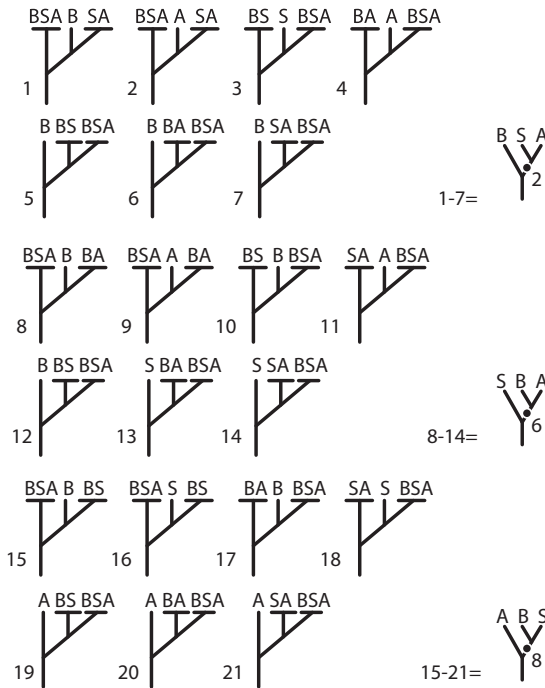 BSA B SA BSA A SA BS S BSA BA A BSA
1 2 3 4
B BS BSA B BA BSA B SA BSA B S A
5 6 7 1-7= 2
BSA B BA BSA A BA BS B BSA SA A BSA
8 9 10 11
B BS BSA S BA BSA S SA BSA S B A
12 13 14 8-14= 6
BSA B BS BSA S BS BA B BSA SA S BSA
15 16 17 18
A BS BSA A BA BSA A SA BSA A B S
19 20 21 15-21= 8